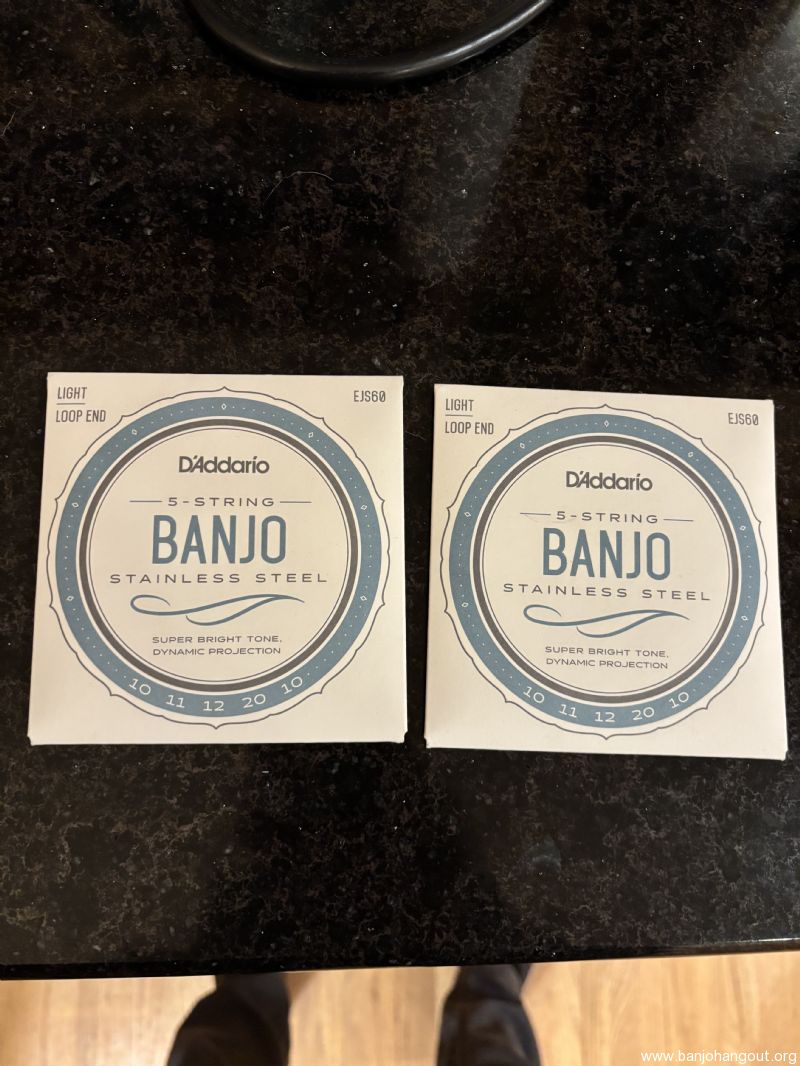 LIGHT
LOOP END
EJS60
D'Addario
5-STRING
BANJO
STAINLESS STEEL
SUPER BRIGHT TONE,
DYNAMIC PROJECTION
10 11 12 20 10
LIGHT
LOOP END
EJS60
D'Addario
5-STRING
BANJO
STAINLESS STEEL
SUPER BRIGHT TONE,
DYNAMIC PROJECTION
10 11 12 20 10
www.banjohangout.org